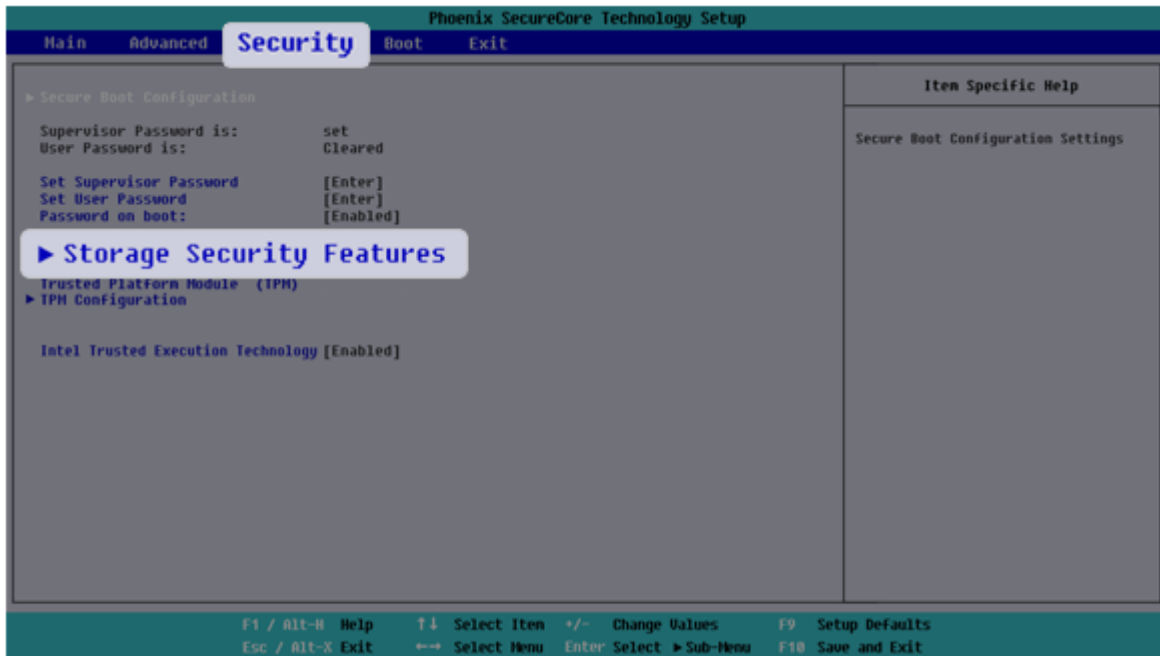 Phoenix SecureCore Technology Setup
Main Advanced Security Boot Exit
▶ Secure Boot Configuration
Supervisor Password is: set
User Password is: Cleared
Set Supervisor Password [Enter]
Set User Password [Enter]
Password on boot: [Enabled]
▶ Storage Security Features
Trusted Platform Module (TPM)
▶ TPM Configuration
Intel Trusted Execution Technology [Enabled]
Item Specific Help
Secure Boot Configuration Settings
F1 / Alt-H Help ↑↓ Select Item +/- Change Values F9 Setup Defaults
Esc / Alt-X Exit ←→ Select Menu Enter Select ▶ Sub-Menu F10 Save and Exit